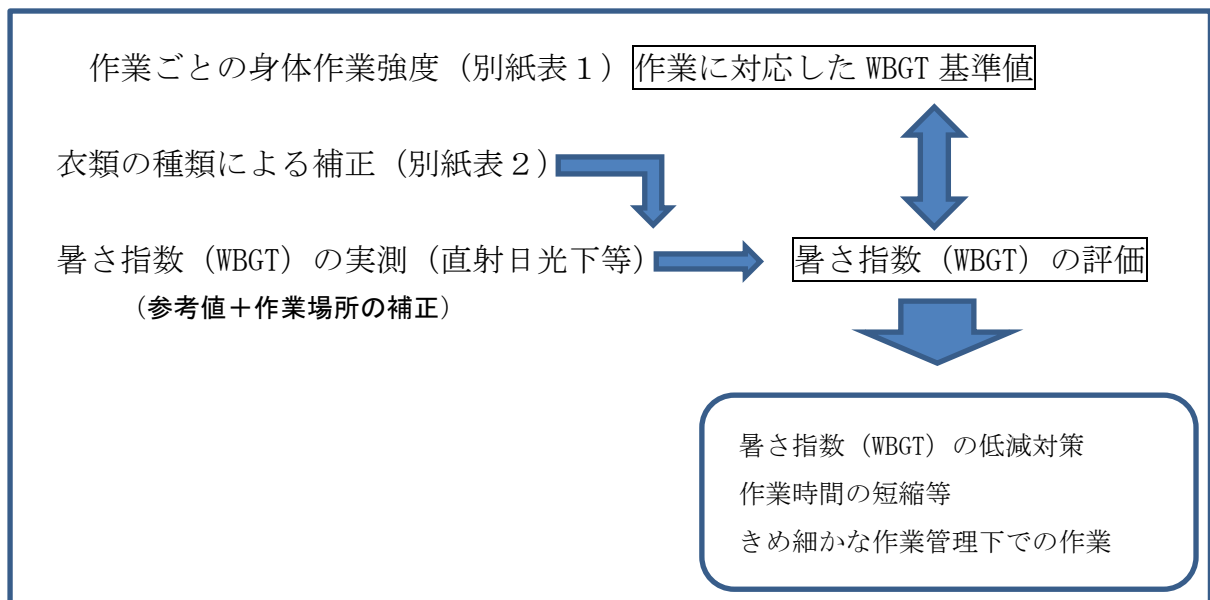 作業ごとの身体作業強度（別紙表１）作業に対応した WBGT 基準値
衣類の種類による補正（別紙表２）
暑さ指数（WBGT）の実測（直射日光下等）
暑さ指数（WBGT）の評価
（参考値＋作業場所の補正）
暑さ指数（WBGT）の低減対策
作業時間の短縮等
きめ細かな作業管理下での作業